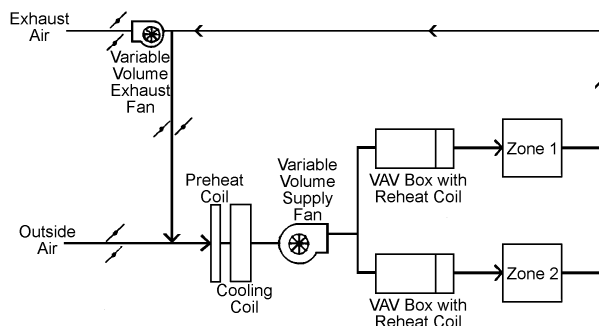 Exhaust
Air
Variable
Volume
Exhaust
Fan
Preheat
Coil
Variable
Volume
Supply
Fan
VAV Box with
Reheat Coil
Zone 1
Outside
Air
Cooling
Coil
VAV Box with
Reheat Coil
Zone 2